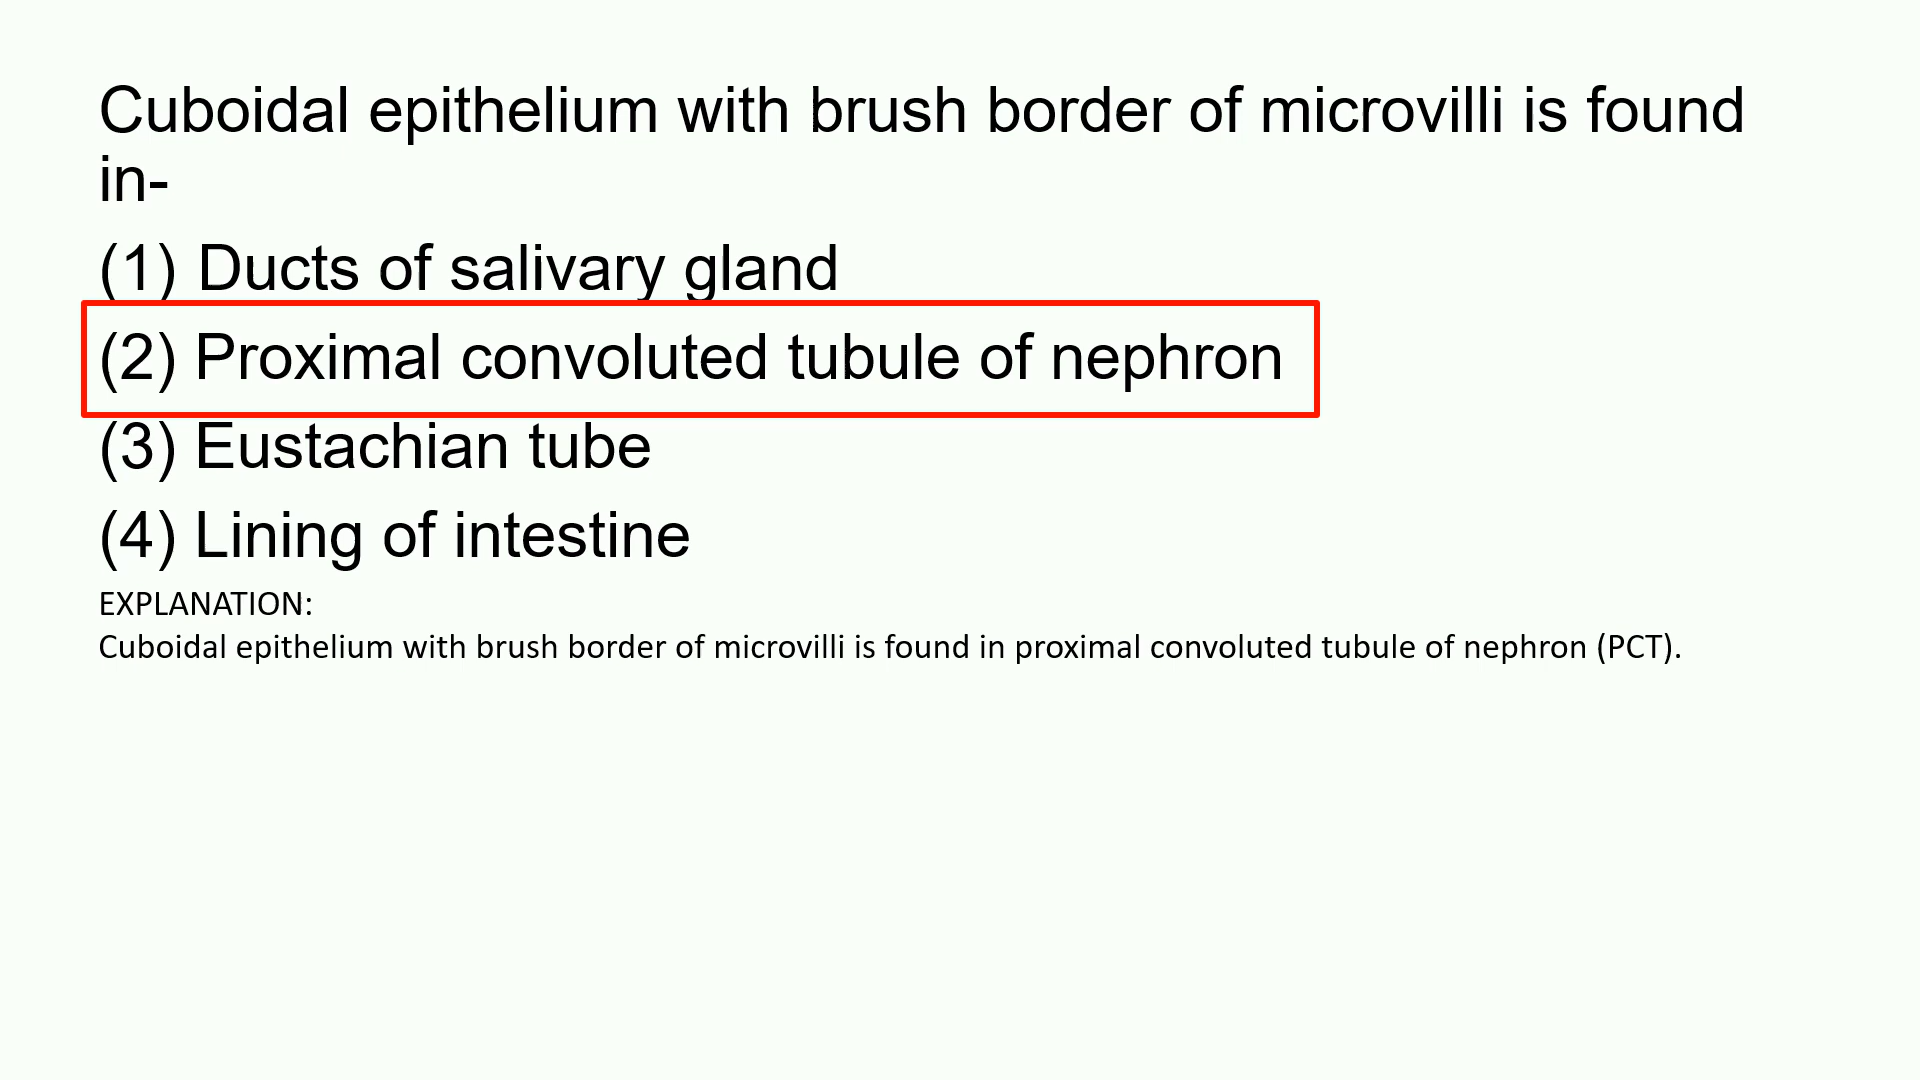 Cuboidal epithelium with brush border of microvilli is found
in-
(1) Ducts of salivary gland
(2) Proximal convoluted tubule of nephron
(3) Eustachian tube
(4) Lining of intestine
EXPLANATION:
Cuboidal epithelium with brush border of microvilli is found in proximal convoluted tubule of nephron (PCT).